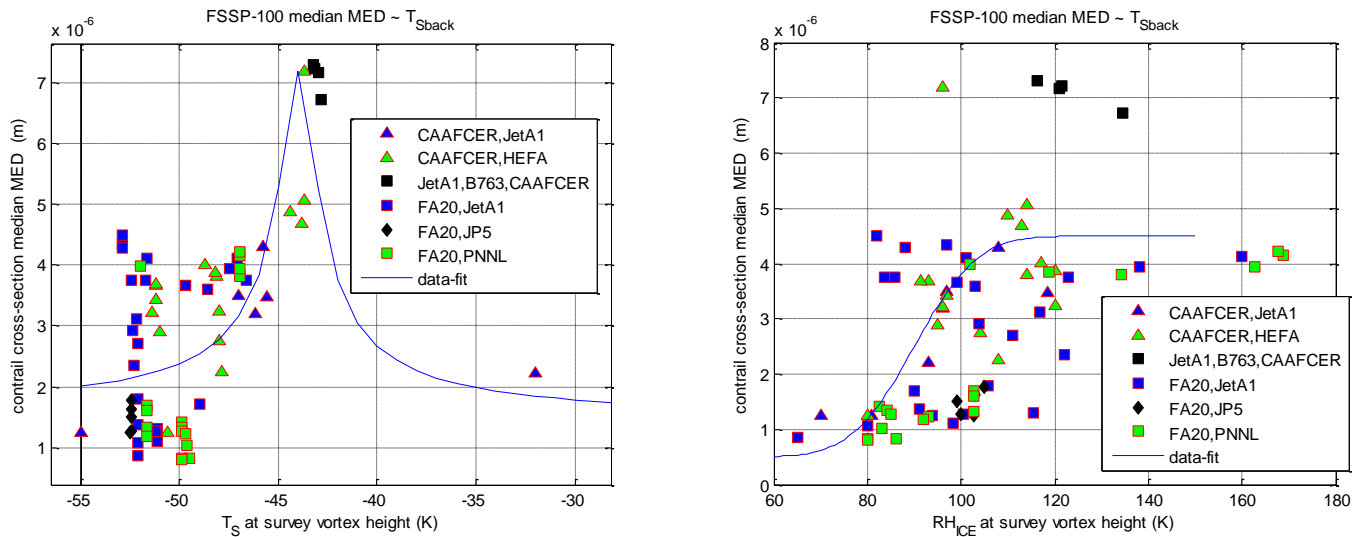 FSSP-100 median MED ~ T_Sback
x 10^-6
7
6
5
4
3
2
1
contrail cross-section median MED (m)
-55 -50 -45 -40 -35 -30
T_S at survey vortex height (K)
CAAFCER,JetA1
CAAFCER,HEFA
JetA1,B763,CAAFCER
FA20,JetA1
FA20,JP5
FA20,PNNL
data-fit
FSSP-100 median MED ~ T_Sback
x 10^-6
8
7
6
5
4
3
2
1
0
contrail cross-section median MED (m)
60 80 100 120 140 160 180
RH_ICE at survey vortex height (K)
CAAFCER,JetA1
CAAFCER,HEFA
JetA1,B763,CAAFCER
FA20,JetA1
FA20,JP5
FA20,PNNL
data-fit